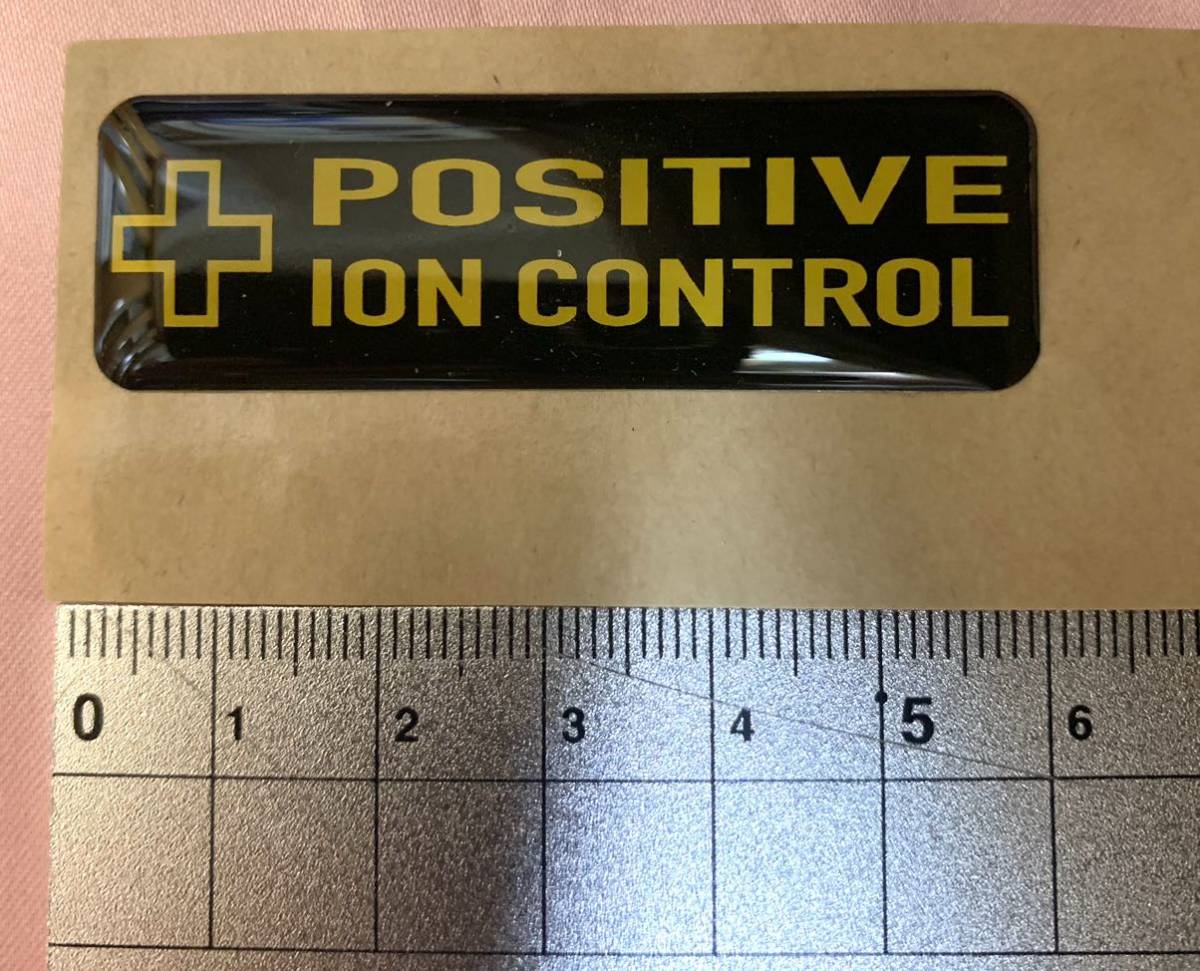 POSITIVE
ION CONTROL
0 1 2 3 4 5 6